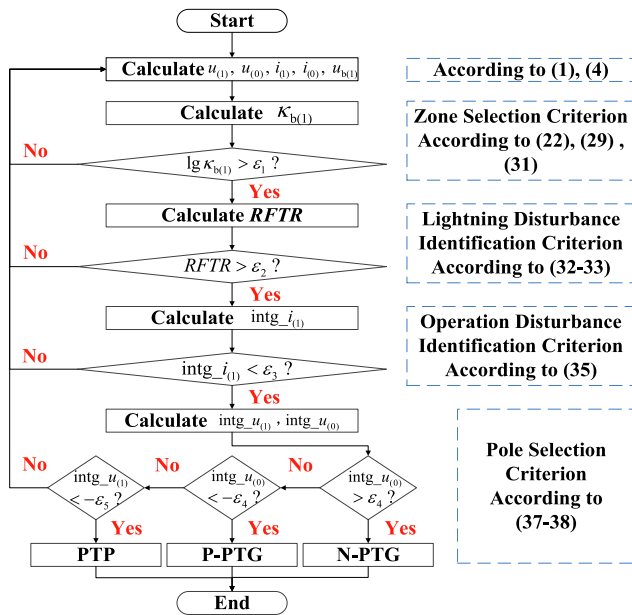 Start
Calculate u(1), u(0), i(1), i(0), ub(1)
According to (1), (4)
Calculate κb(1)
Zone Selection Criterion
According to (22), (29) ,
(31)
No
lg κb(1) > ε1 ?
Yes
Calculate RFTR
Lightning Disturbance
Identification Criterion
According to (32-33)
No
RFTR > ε2 ?
Yes
Calculate intg_i(1)
Operation Disturbance
Identification Criterion
According to (35)
No
intg_i(1) < ε3 ?
Yes
Calculate intg_u(1) , intg_u(0)
Pole Selection
Criterion
According to
(37-38)
No
intg_u(1)
< −ε5 ?
No
intg_u(0)
< −ε4 ?
No
intg_u(0)
> ε4 ?
Yes
Yes
Yes
PTP
P-PTG
N-PTG
End